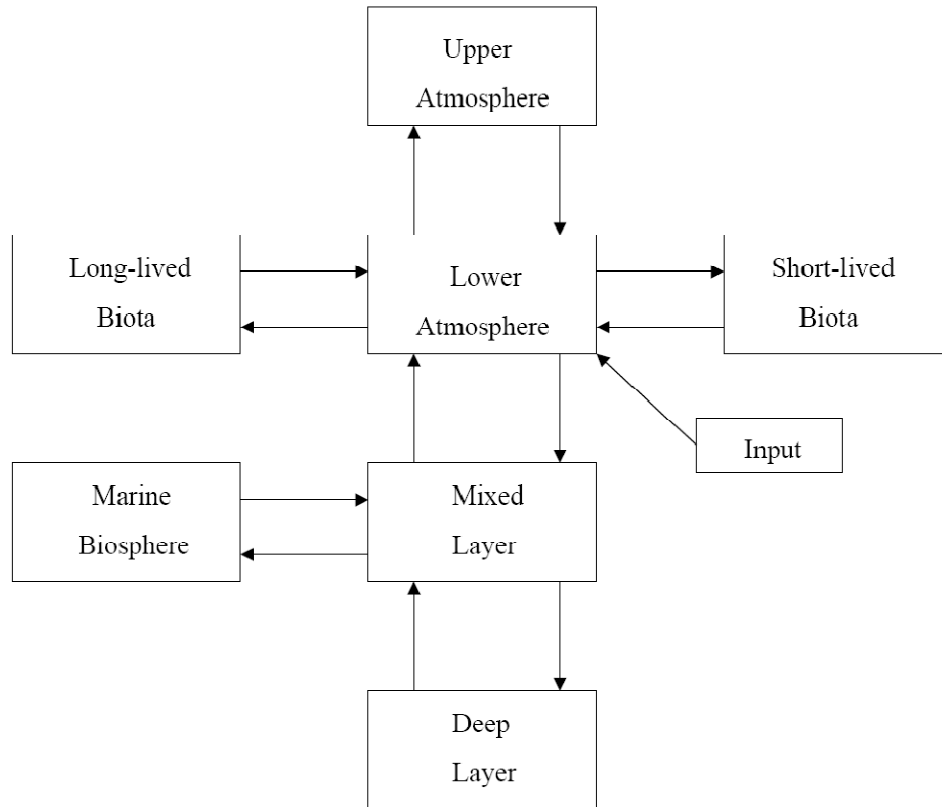 Upper
Atmosphere
Long-lived
Biota
Lower
Atmosphere
Short-lived
Biota
Input
Marine
Biosphere
Mixed
Layer
Deep
Layer